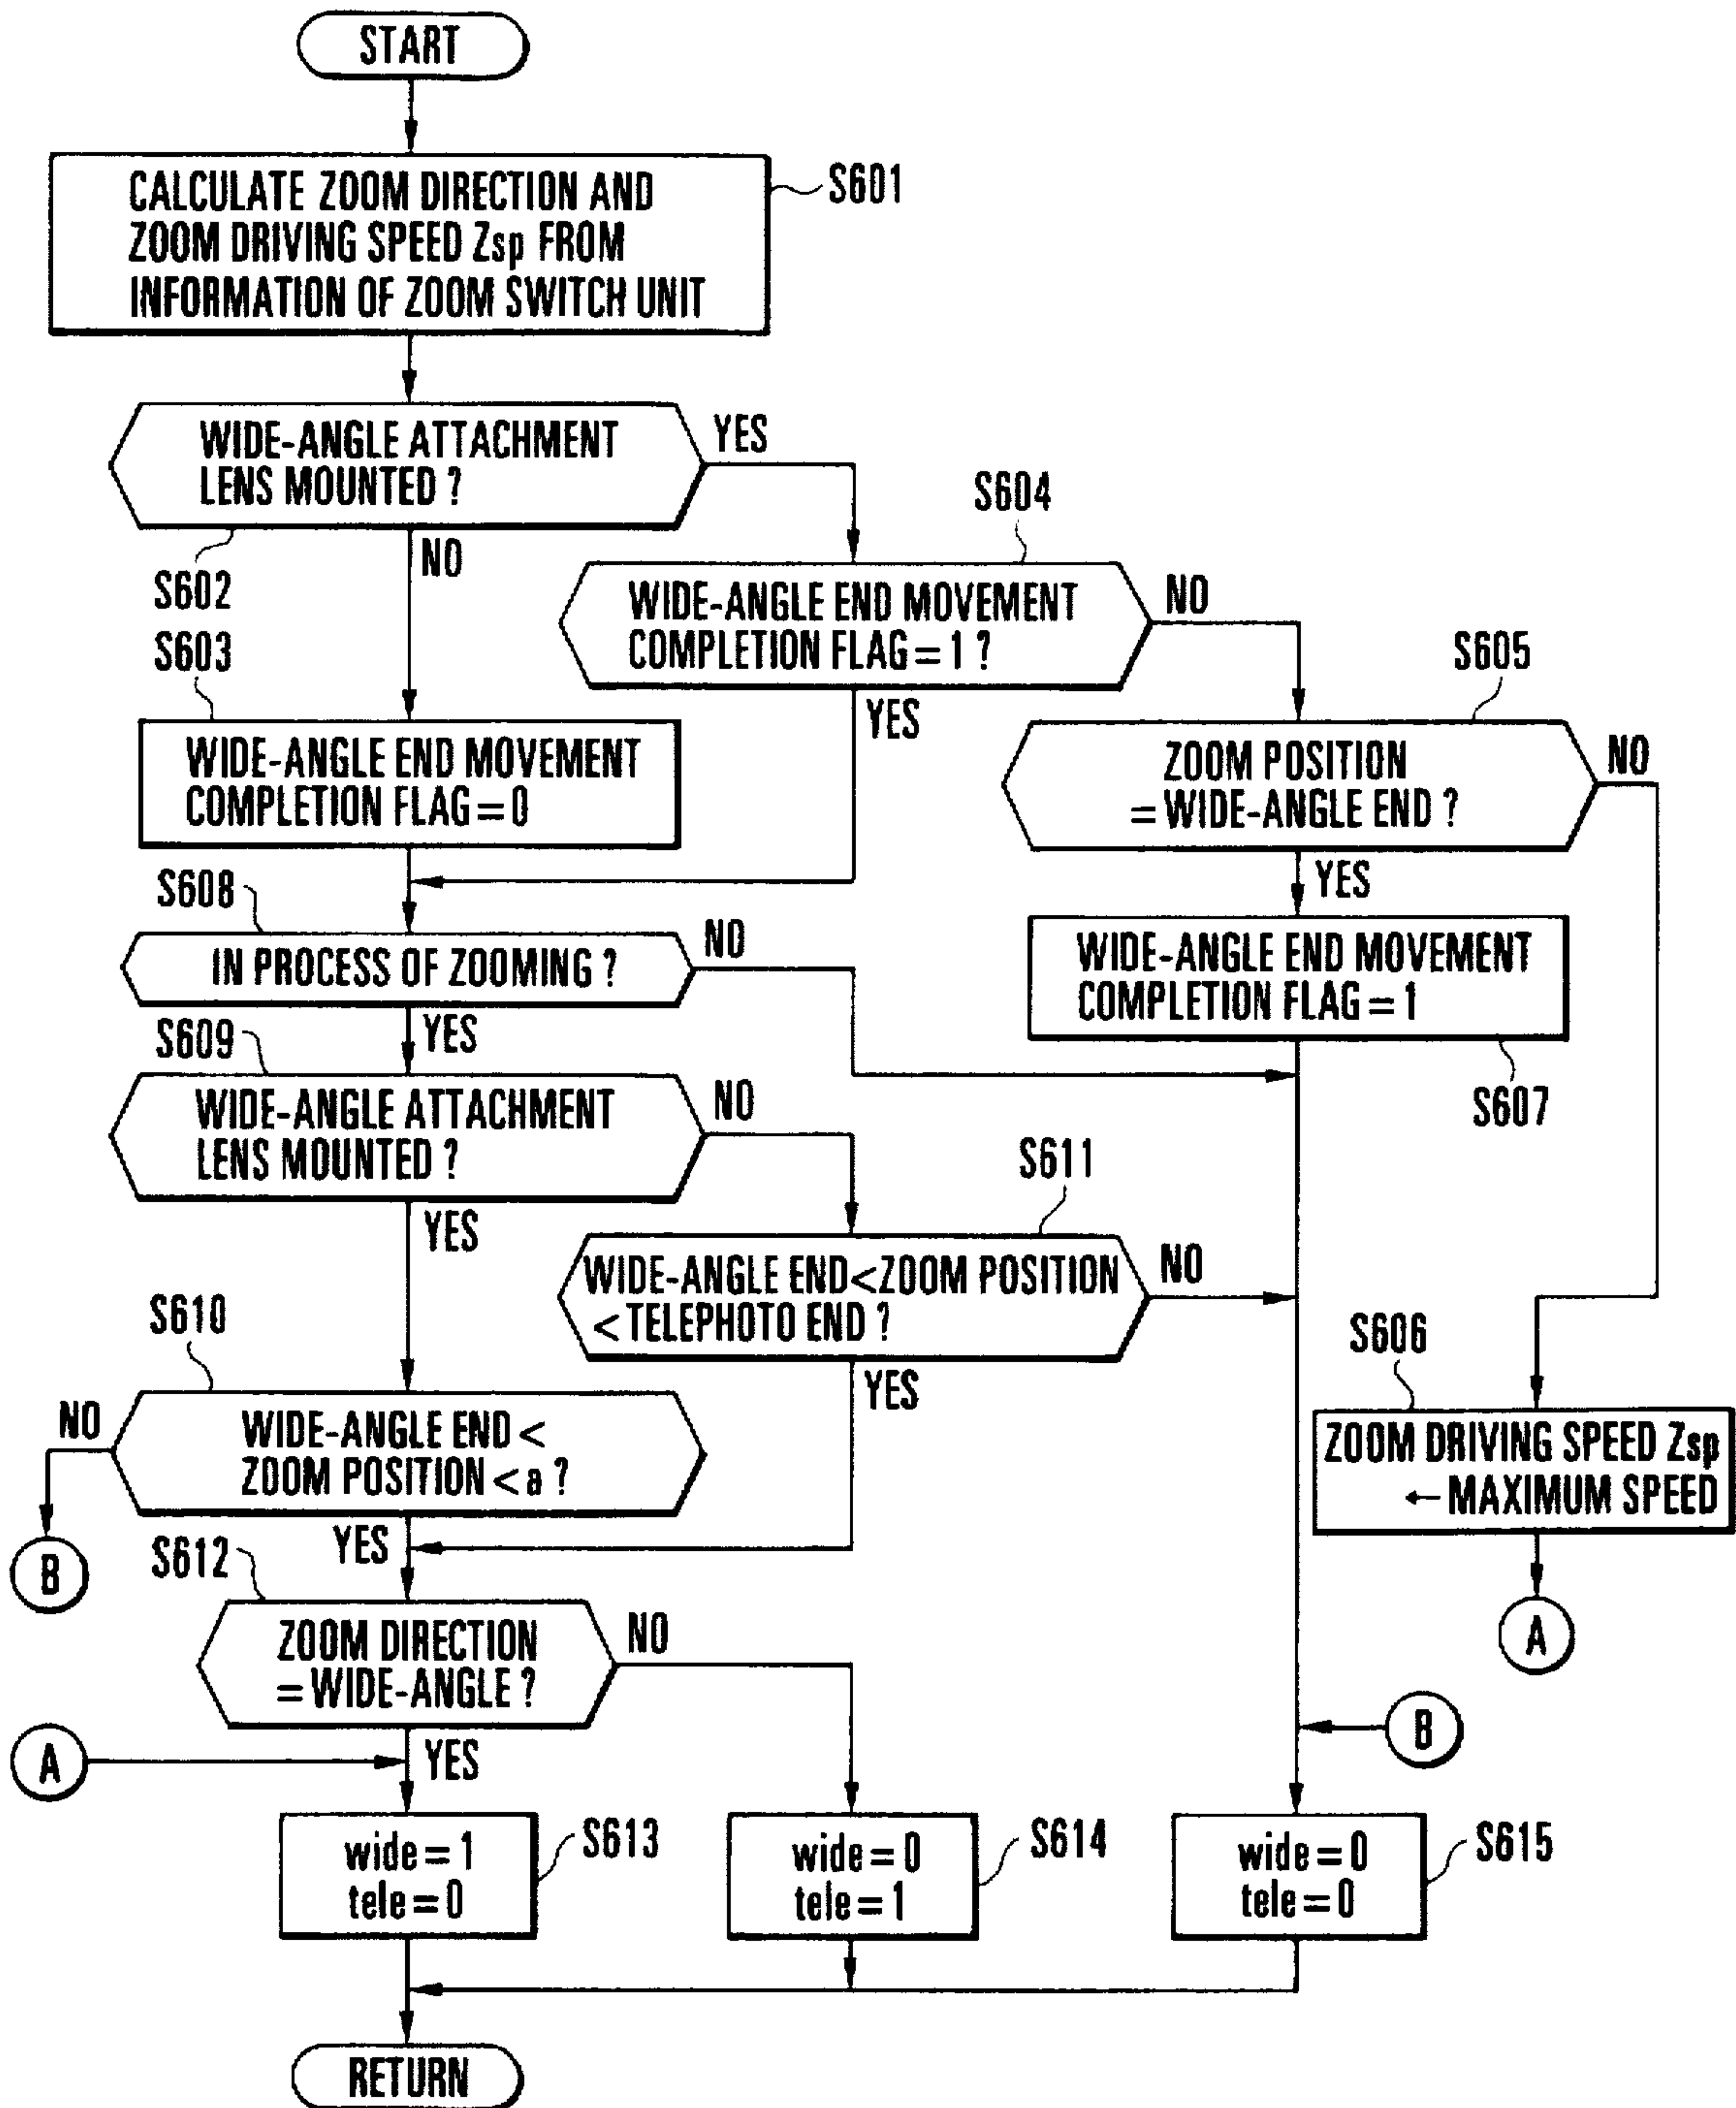 START
CALCULATE ZOOM DIRECTION AND
ZOOM DRIVING SPEED Zsp FROM
INFORMATION OF ZOOM SWITCH UNIT
S601
WIDE-ANGLE ATTACHMENT
LENS MOUNTED ?
YES
NO
S602
S604
WIDE-ANGLE END MOVEMENT
COMPLETION FLAG = 1 ?
NO
YES
S603
WIDE-ANGLE END MOVEMENT
COMPLETION FLAG = 0
S605
ZOOM POSITION
= WIDE-ANGLE END ?
NO
YES
S608
IN PROCESS OF ZOOMING ?
NO
YES
WIDE-ANGLE END MOVEMENT
COMPLETION FLAG = 1
S607
S609
WIDE-ANGLE ATTACHMENT
LENS MOUNTED ?
NO
YES
S611
WIDE-ANGLE END < ZOOM POSITION
< TELEPHOTO END ?
NO
YES
S610
WIDE-ANGLE END <
ZOOM POSITION < a ?
NO
YES
B
S606
ZOOM DRIVING SPEED Zsp
← MAXIMUM SPEED
A
S612
ZOOM DIRECTION
= WIDE-ANGLE ?
NO
YES
A
B
wide = 1
tele = 0
S613
wide = 0
tele = 1
S614
wide = 0
tele = 0
S615
RETURN